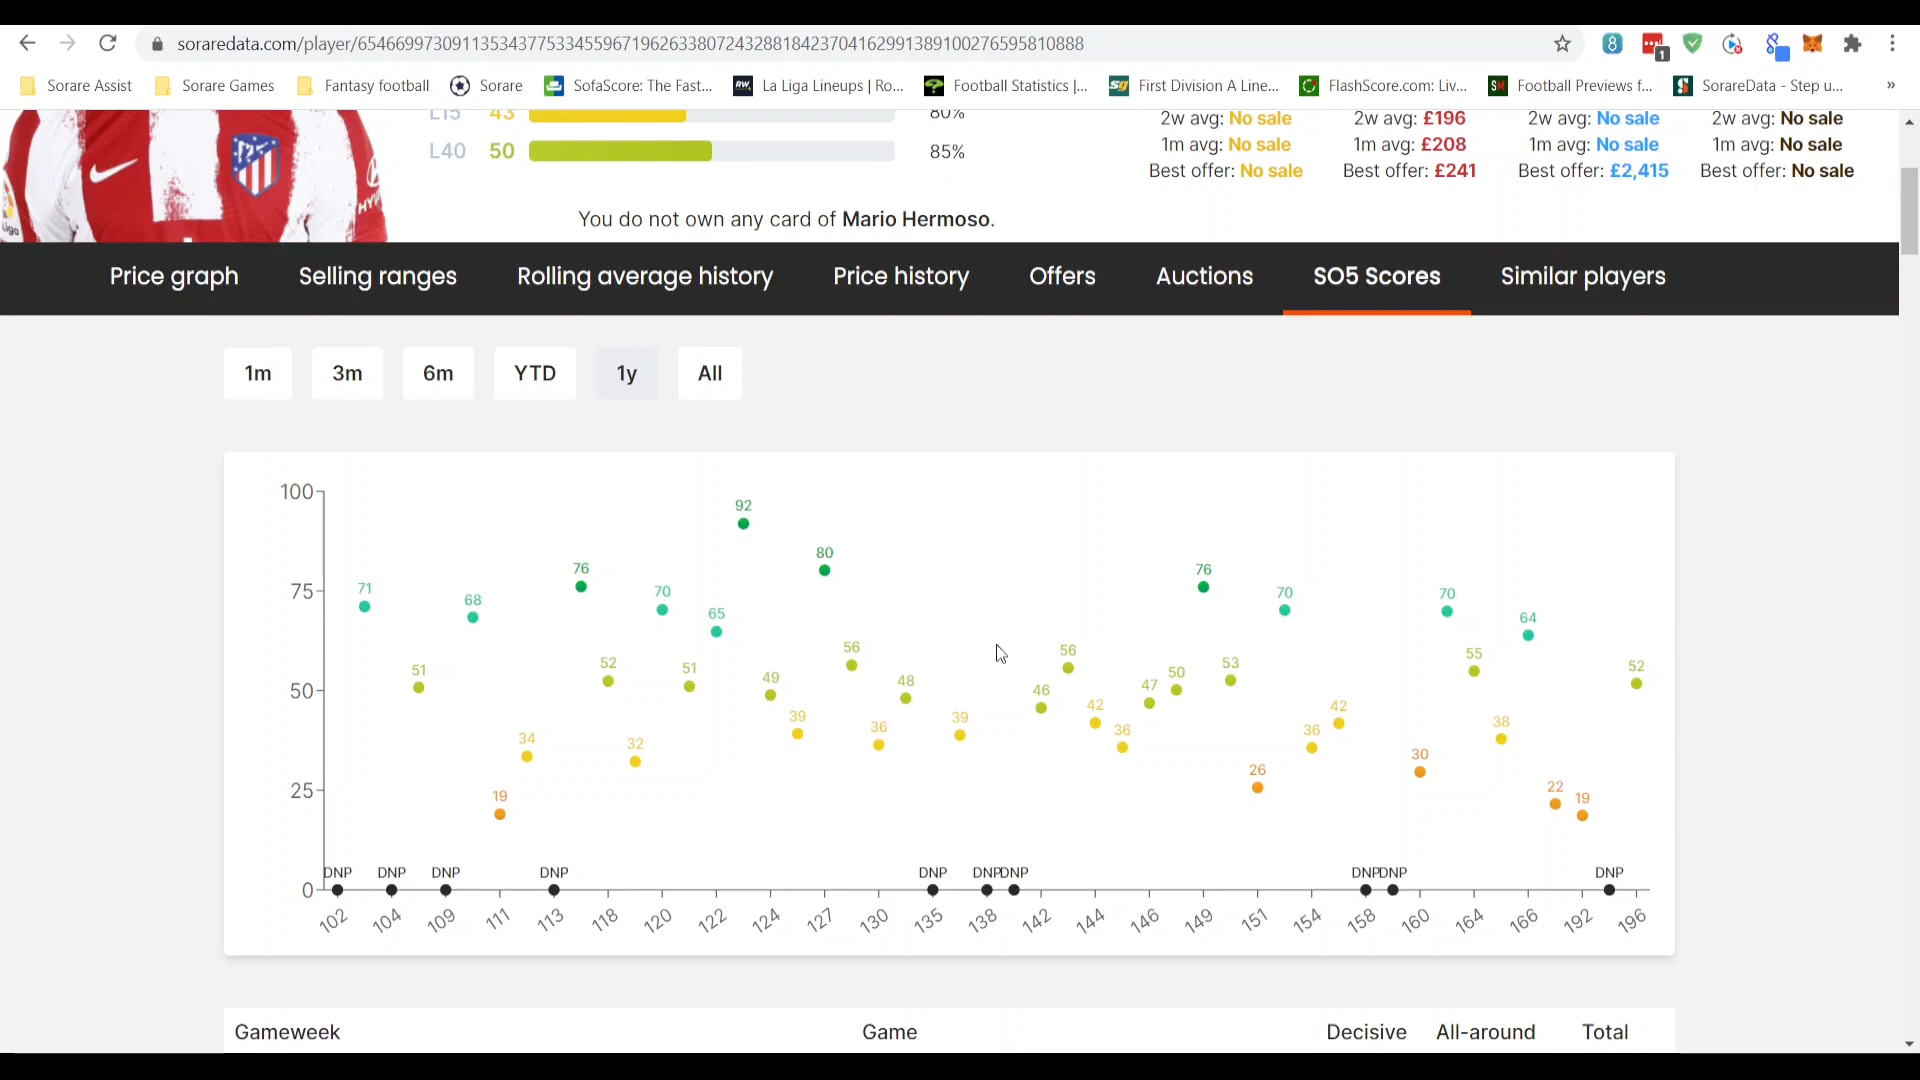 soraredata.com/player/65466997309113534377533455967196263380724328818423704162991389100276595810888
1
Sorare Assist
Sorare Games
Fantasy football
Sorare
SofaScore: The Fast...
La Liga Lineups | Ro...
Football Statistics |...
First Division A Line...
FlashScore.com: Liv...
Football Previews f...
SorareData - Step u...
»
L15 43 80%
L40 50 85%
2w avg: No sale
1m avg: No sale
Best offer: No sale
2w avg: £196
1m avg: £208
Best offer: £241
2w avg: No sale
1m avg: No sale
Best offer: £2,415
2w avg: No sale
1m avg: No sale
Best offer: No sale
You do not own any card of Mario Hermoso.
Price graph
Selling ranges
Rolling average history
Price history
Offers
Auctions
SO5 Scores
Similar players
1m 3m 6m YTD 1y All
100
75
50
25
0
DNP
71
DNP
51
DNP
68
19
34
DNP
76
52
32
70
51
65
92
49
39
80
56
36
48
DNP
39
DNP
DNP
46
56
42
36
47
50
76
53
26
70
36
42
DNP
DNP
30
70
55
38
64
22
19
DNP
52
102 104 109 111 113 118 120 122 124 127 130 135 138 142 144 146 149 151 154 158 160 164 166 192 196
Gameweek Game Decisive All-around Total